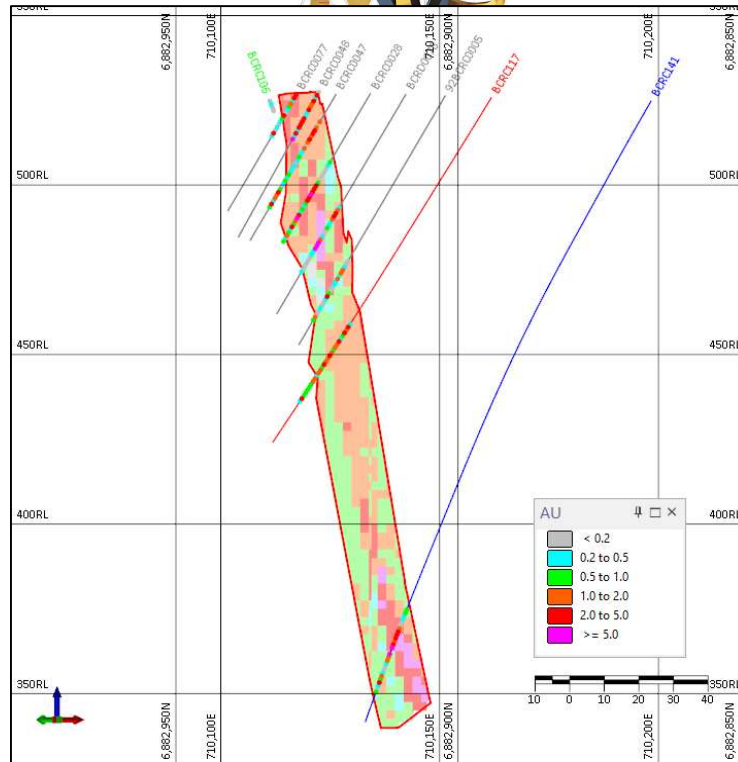 6,882,950N
710,100E
710,150E
6,882,900N
710,200E
6,882,850N
BCRC106
BCRC0077
BCRC0048
BCRC0047
BCRC0028
92BCRC0005
BCRC117
BCRC141
500RL
500RL
450RL
450RL
400RL
400RL
AU
< 0.2
0.2 to 0.5
0.5 to 1.0
1.0 to 2.0
2.0 to 5.0
>= 5.0
350RL
350RL
10 0 10 20 30 40
6,882,950N
710,100E
710,150E
6,882,900N
710,200E
6,882,850N